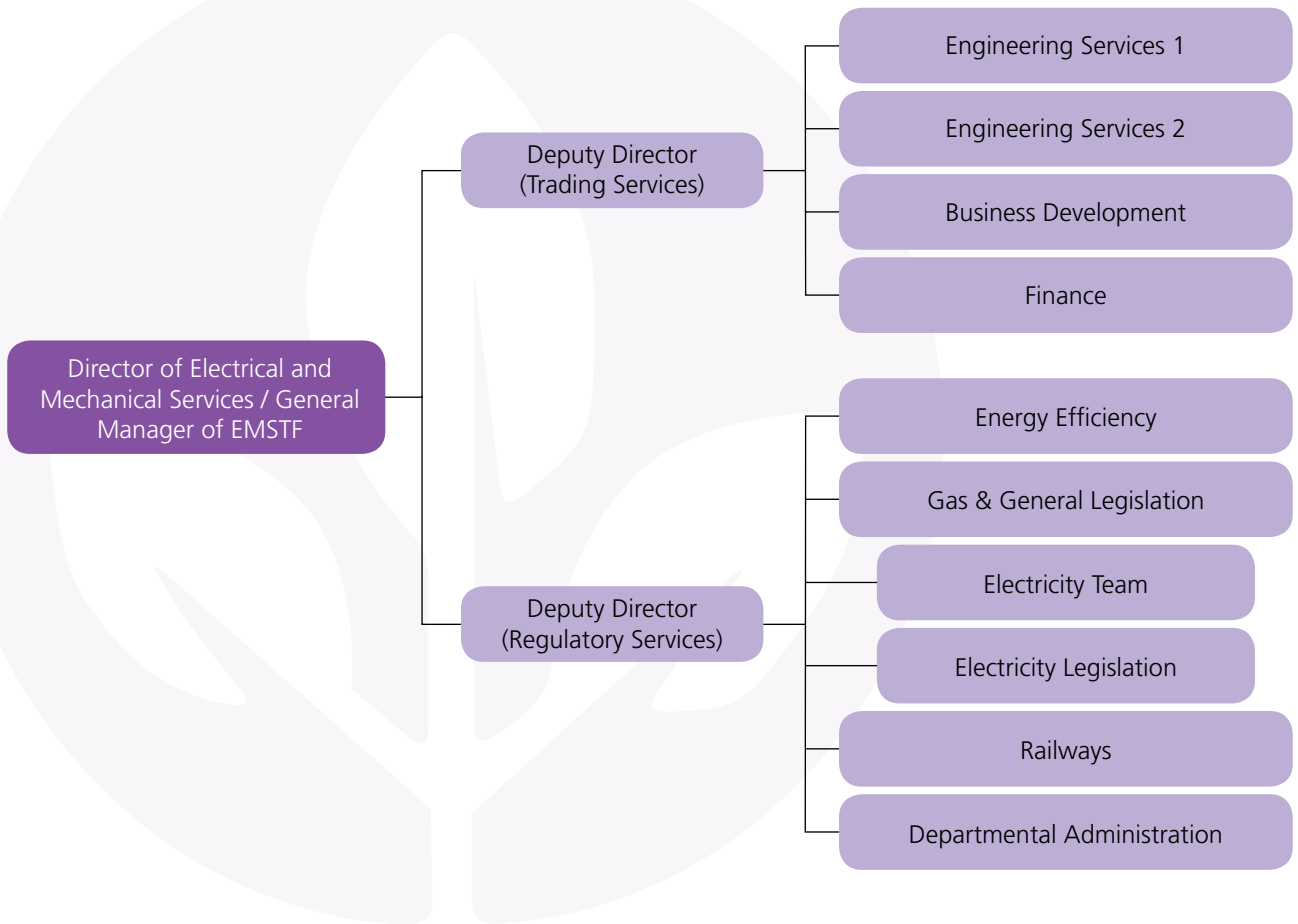 Director of Electrical and
Mechanical Services / General
Manager of EMSTF
Deputy Director
(Trading Services)
Engineering Services 1
Engineering Services 2
Business Development
Finance
Deputy Director
(Regulatory Services)
Energy Efficiency
Gas & General Legislation
Electricity Team
Electricity Legislation
Railways
Departmental Administration